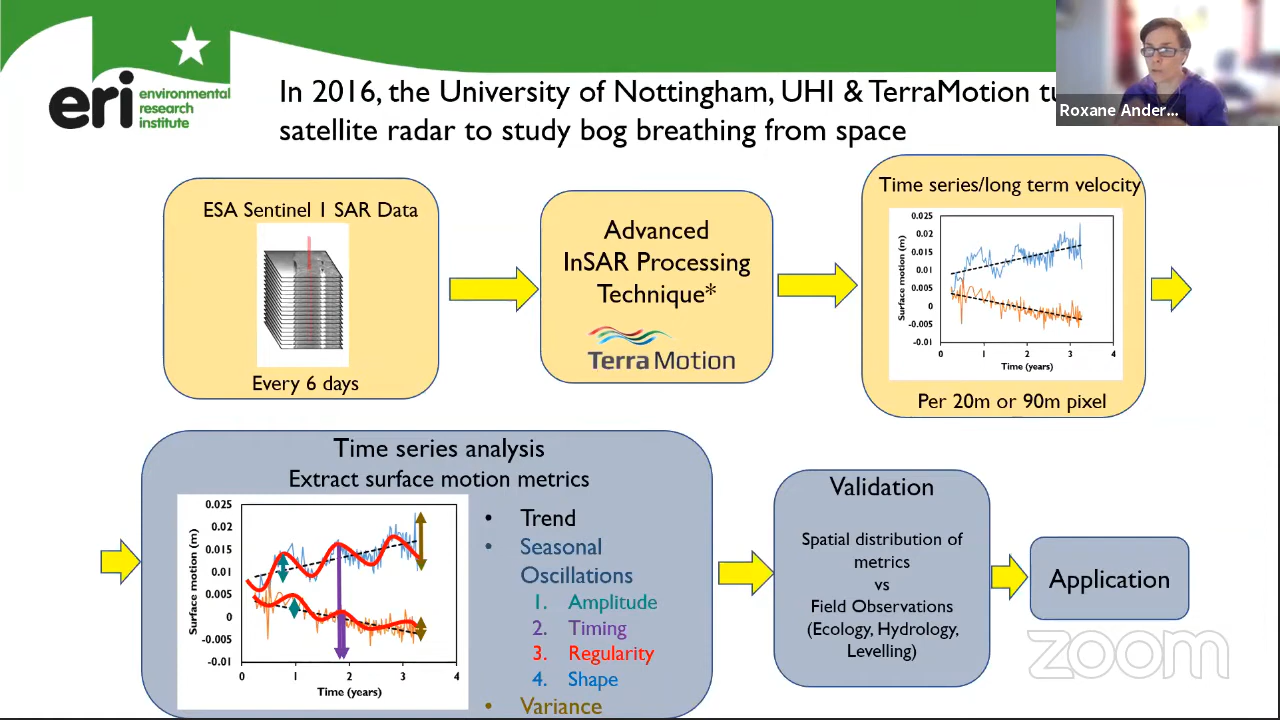 eri environmental
research
institute
In 2016, the University of Nottingham, UHI & TerraMotion tu
satellite radar to study bog breathing from space
Roxane Ander...
ESA Sentinel 1 SAR Data
Every 6 days
Advanced
InSAR Processing
Technique*
Terra Motion
Time series/long term velocity
0.025
0.02
0.015
0.01
0.005
0
-0.005
-0.01
Surface motion (m)
0 1 2 3 4
Time (years)
Per 20m or 90m pixel
Time series analysis
Extract surface motion metrics
0.025
0.02
0.015
0.01
0.005
0
-0.005
-0.01
Surface motion (m)
0 1 2 3 4
Time (years)
• Trend
• Seasonal
Oscillations
1. Amplitude
2. Timing
3. Regularity
4. Shape
• Variance
Validation
Spatial distribution of
metrics
vs
Field Observations
(Ecology, Hydrology,
Levelling)
Application
zoom